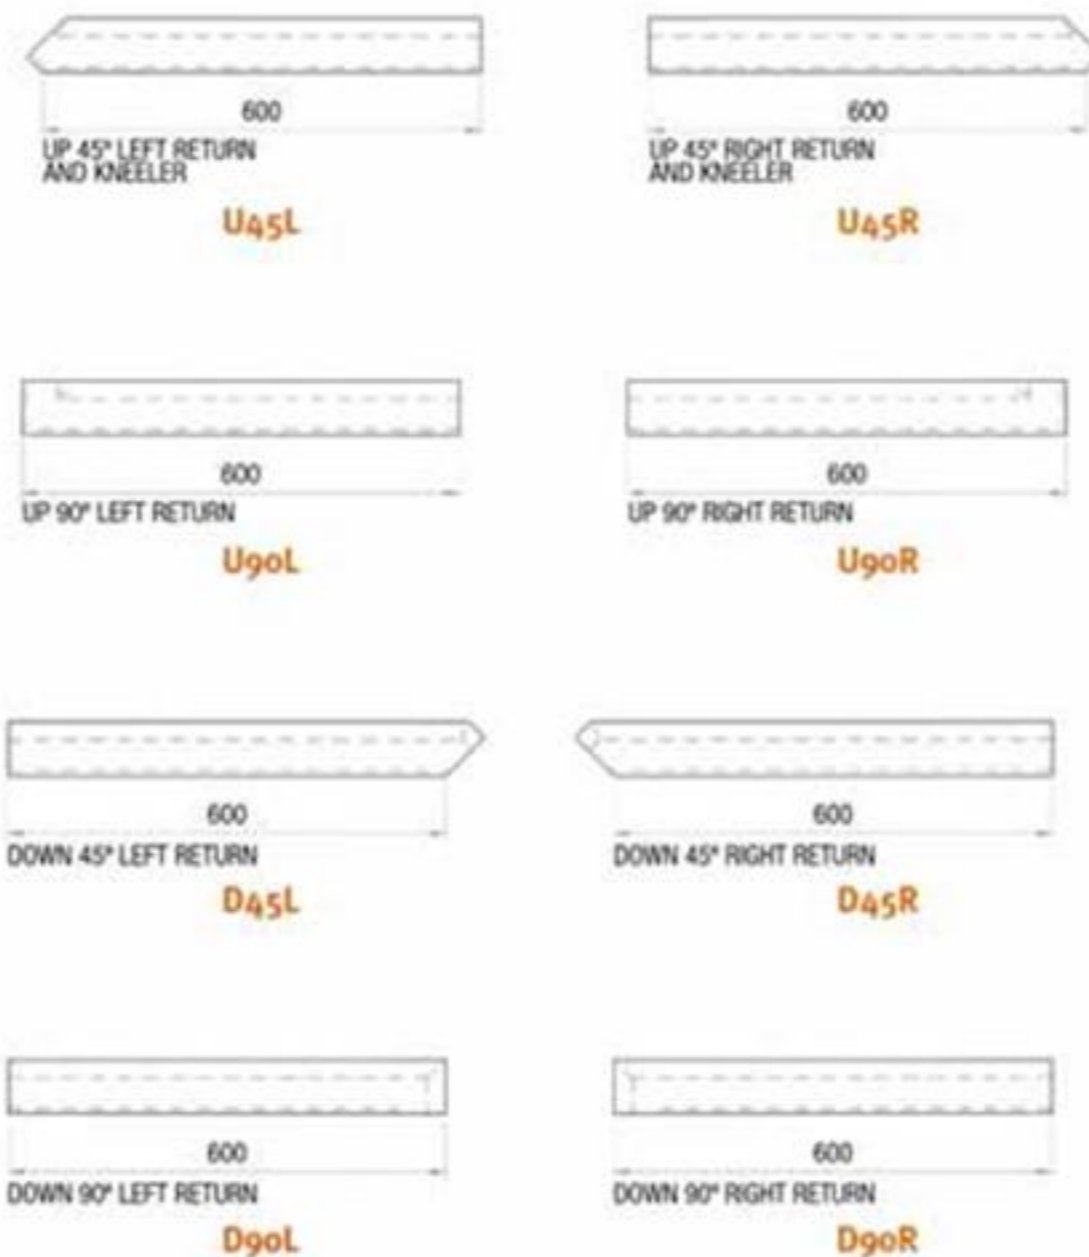 600
UP 45° LEFT RETURN
AND KNEELER
U45L
600
UP 45° RIGHT RETURN
AND KNEELER
U45R
600
UP 90° LEFT RETURN
U90L
600
UP 90° RIGHT RETURN
U90R
600
DOWN 45° LEFT RETURN
D45L
600
DOWN 45° RIGHT RETURN
D45R
600
DOWN 90° LEFT RETURN
D90L
600
DOWN 90° RIGHT RETURN
D90R